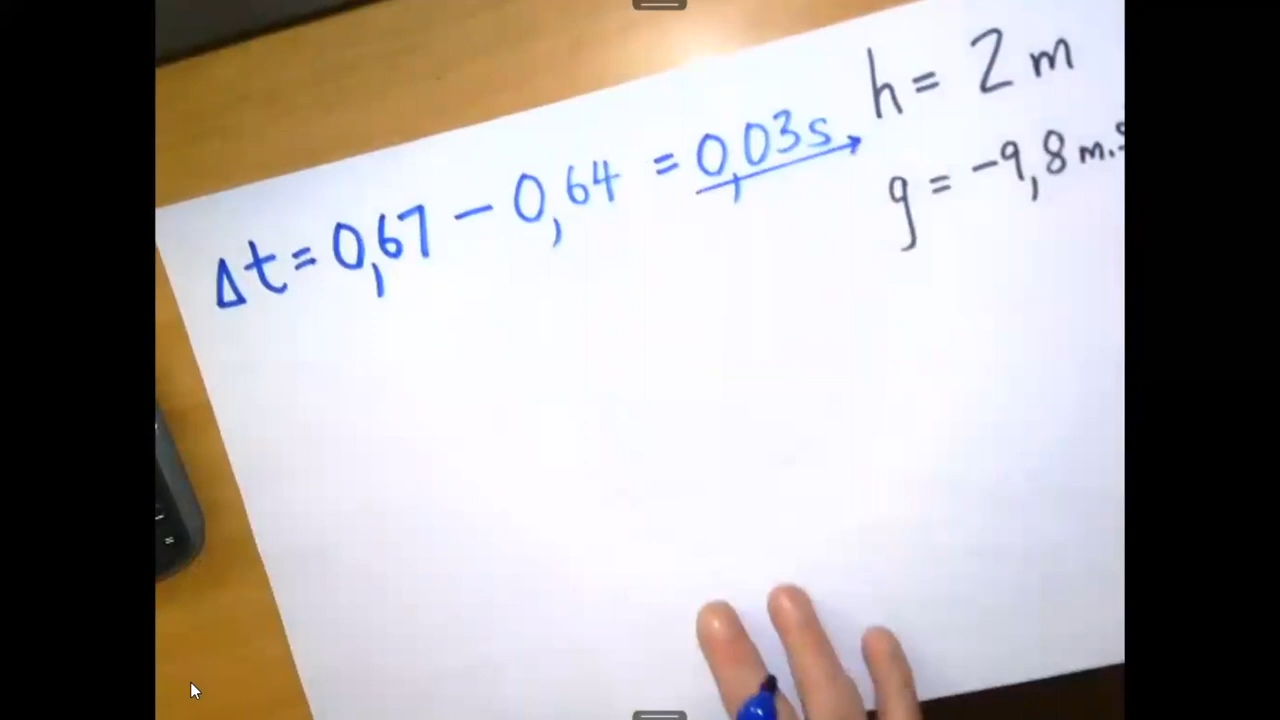 Δt = 0,67 - 0,64 = 0,03s
h = 2 m
g = -9,8 m.
=